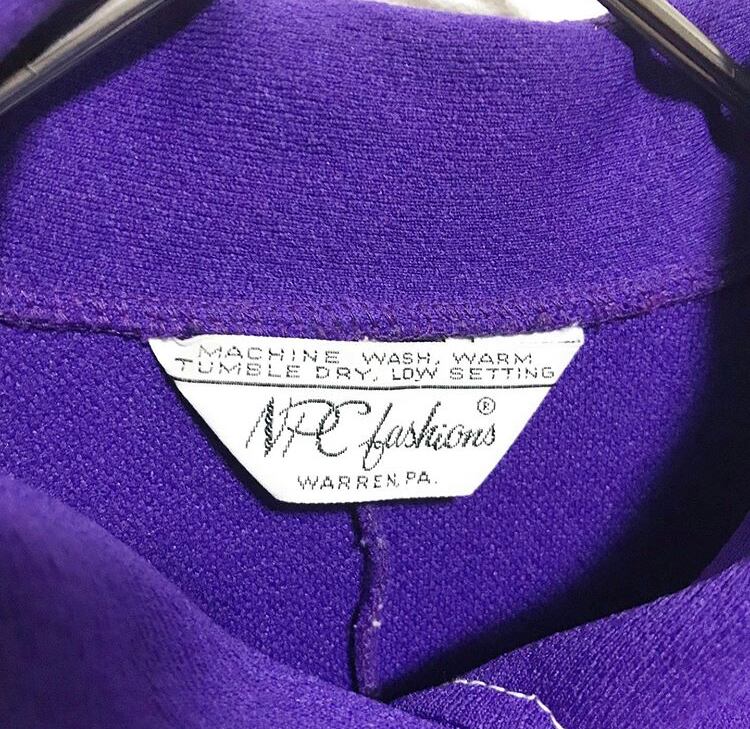 MACHINE WASH, WARM
TUMBLE DRY, LOW SETTING
NPC fashions®
WARREN, PA.